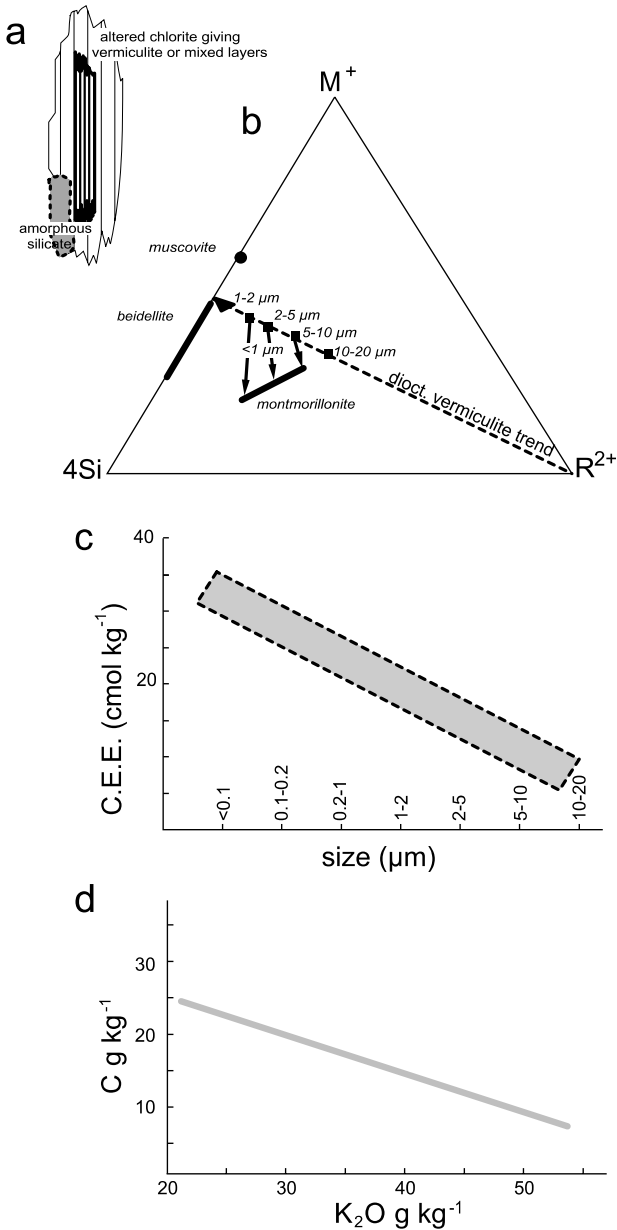 a
altered chlorite giving
vermiculite or mixed layers
amorphous
silicate
b
M+
muscovite
beidellite
1-2 µm
2-5 µm
5-10 µm
<1 µm
10-20 µm
montmorillonite
dioct. vermiculite trend
4Si
R2+
c
40
20
C.E.E. (cmol kg-1)
<0.1
0.1-0.2
0.2-1
1-2
2-5
5-10
10-20
size (µm)
d
30
20
10
C g kg-1
20
30
40
50
K2O g kg-1